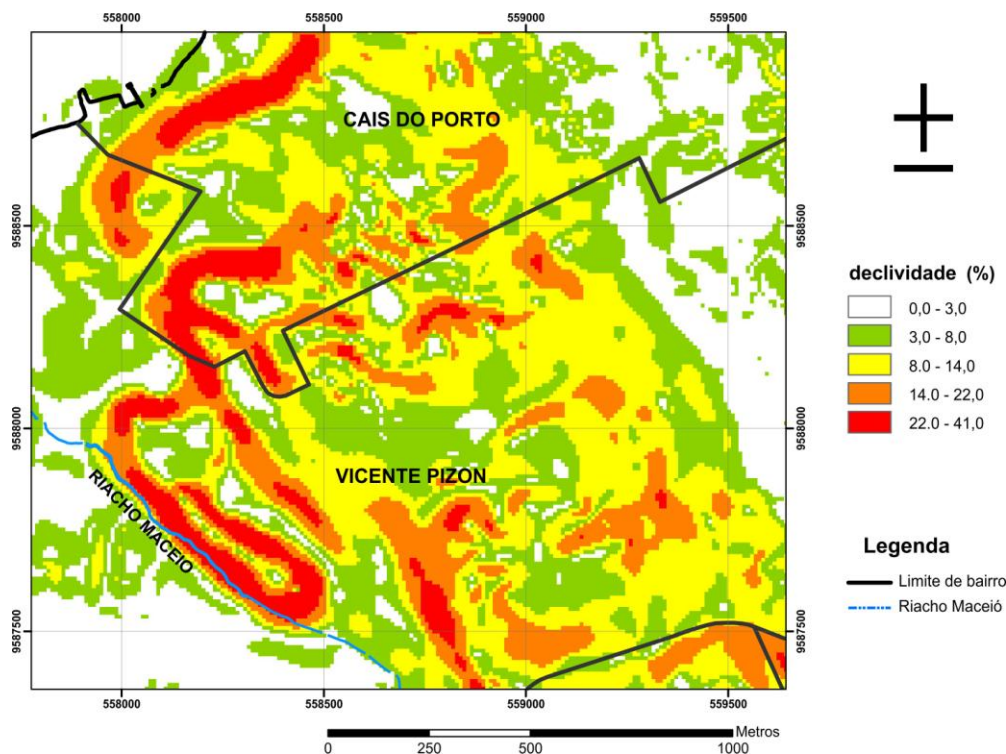 558000 558500 559000 559500
CAIS DO PORTO
9588500 9588500
declividade (%)
0,0 - 3,0
3,0 - 8,0
8,0 - 14,0
14.0 - 22,0
22.0 - 41,0
9588000 9588000
VICENTE PIZON
RIACHO MACEIO
Legenda
Limite de bairro
Riacho Maceió
9587500 9587500
558000 558500 559000 559500
Metros
0 250 500 1000